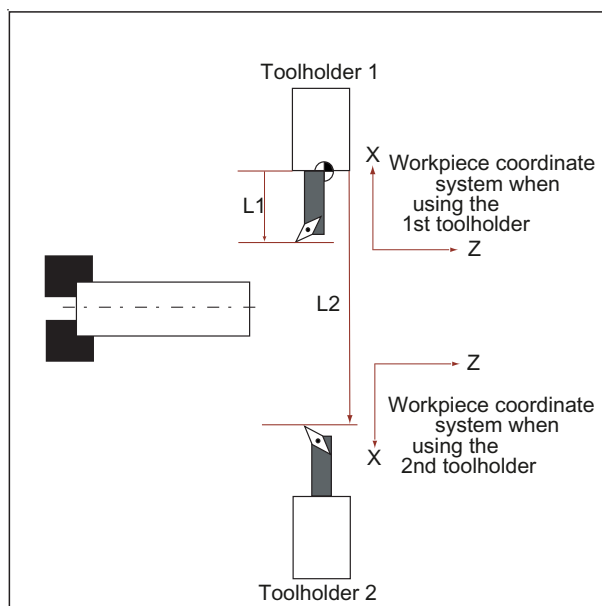 Toolholder 1
X
Workpiece coordinate
system when
using the
1st toolholder
L1
Z
L2
Z
Workpiece coordinate
system when
using the
2nd toolholder
X
Toolholder 2